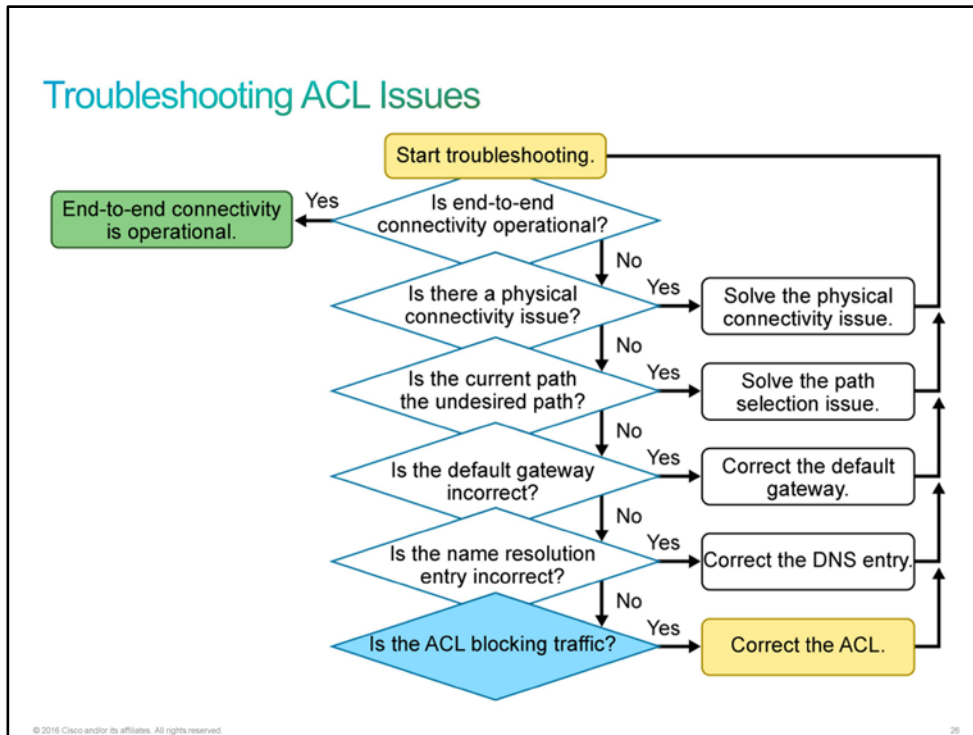 Troubleshooting ACL Issues
Start troubleshooting.
Yes
End-to-end connectivity
is operational.
Is end-to-end
connectivity operational?
No
Is there a physical
connectivity issue?
Yes
Solve the physical
connectivity issue.
No
Is the current path
the undesired path?
Yes
Solve the path
selection issue.
No
Is the default gateway
incorrect?
Yes
Correct the default
gateway.
No
Is the name resolution
entry incorrect?
Yes
Correct the DNS entry.
No
Is the ACL blocking traffic?
Yes
Correct the ACL.
© 2016 Cisco and/or its affiliates. All rights reserved.
26